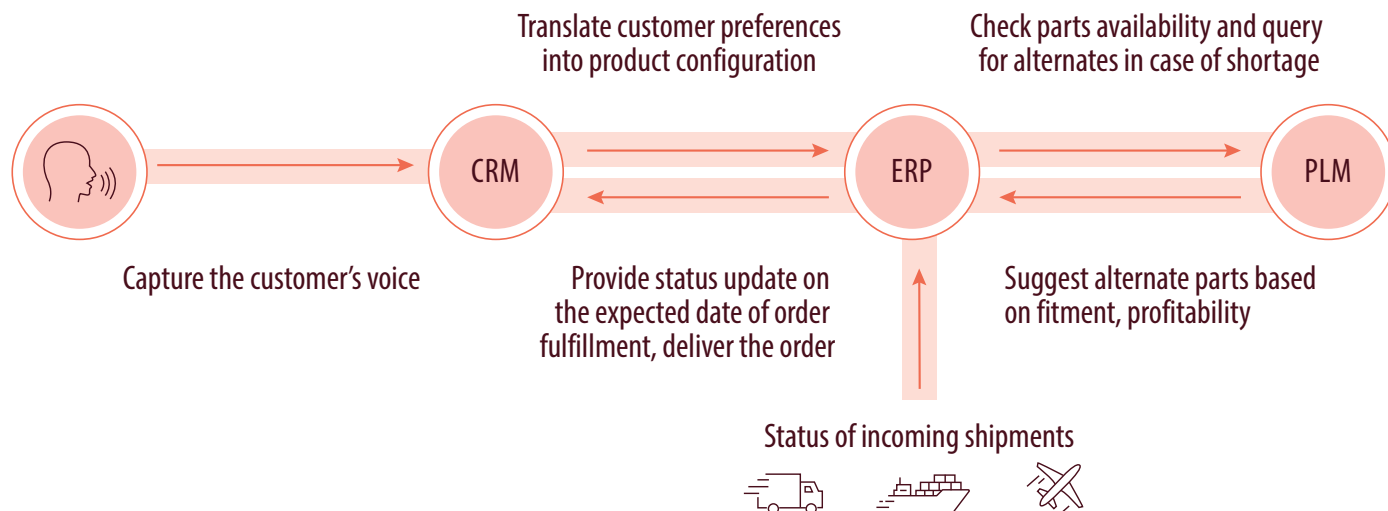 Translate customer preferences
into product configuration
Check parts availability and query
for alternates in case of shortage
CRM
ERP
PLM
Capture the customer’s voice
Provide status update on
the expected date of order
fulfillment, deliver the order
Suggest alternate parts based
on fitment, profitability
Status of incoming shipments